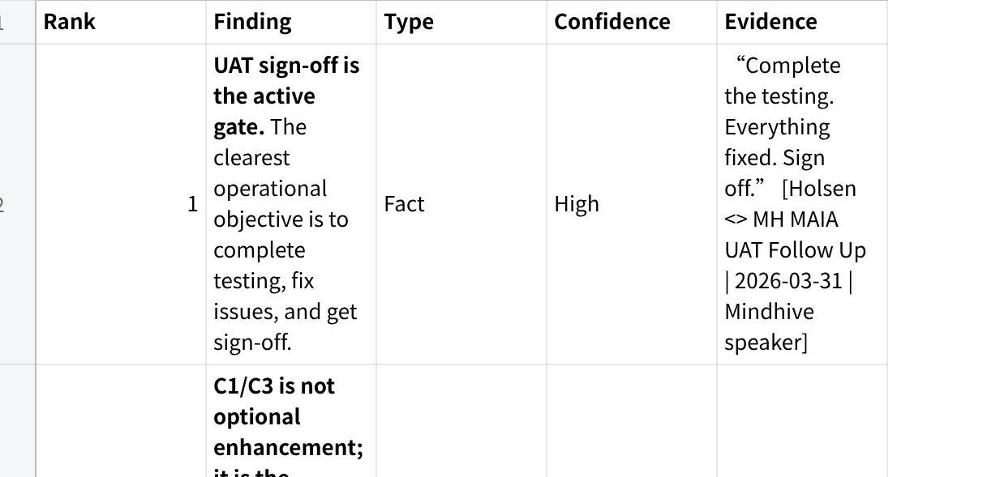 1 Rank Finding Type Confidence Evidence
UAT sign-off is
the active
gate. The
clearest
operational
objective is to
complete
testing, fix
issues, and get
sign-off.
2 1 Fact High
“Complete
the testing.
Everything
fixed. Sign
off.” [Holsen
<> MH MAIA
UAT Follow Up
| 2026-03-31 |
Mindhive
speaker]
C1/C3 is not
optional
enhancement;
it is the